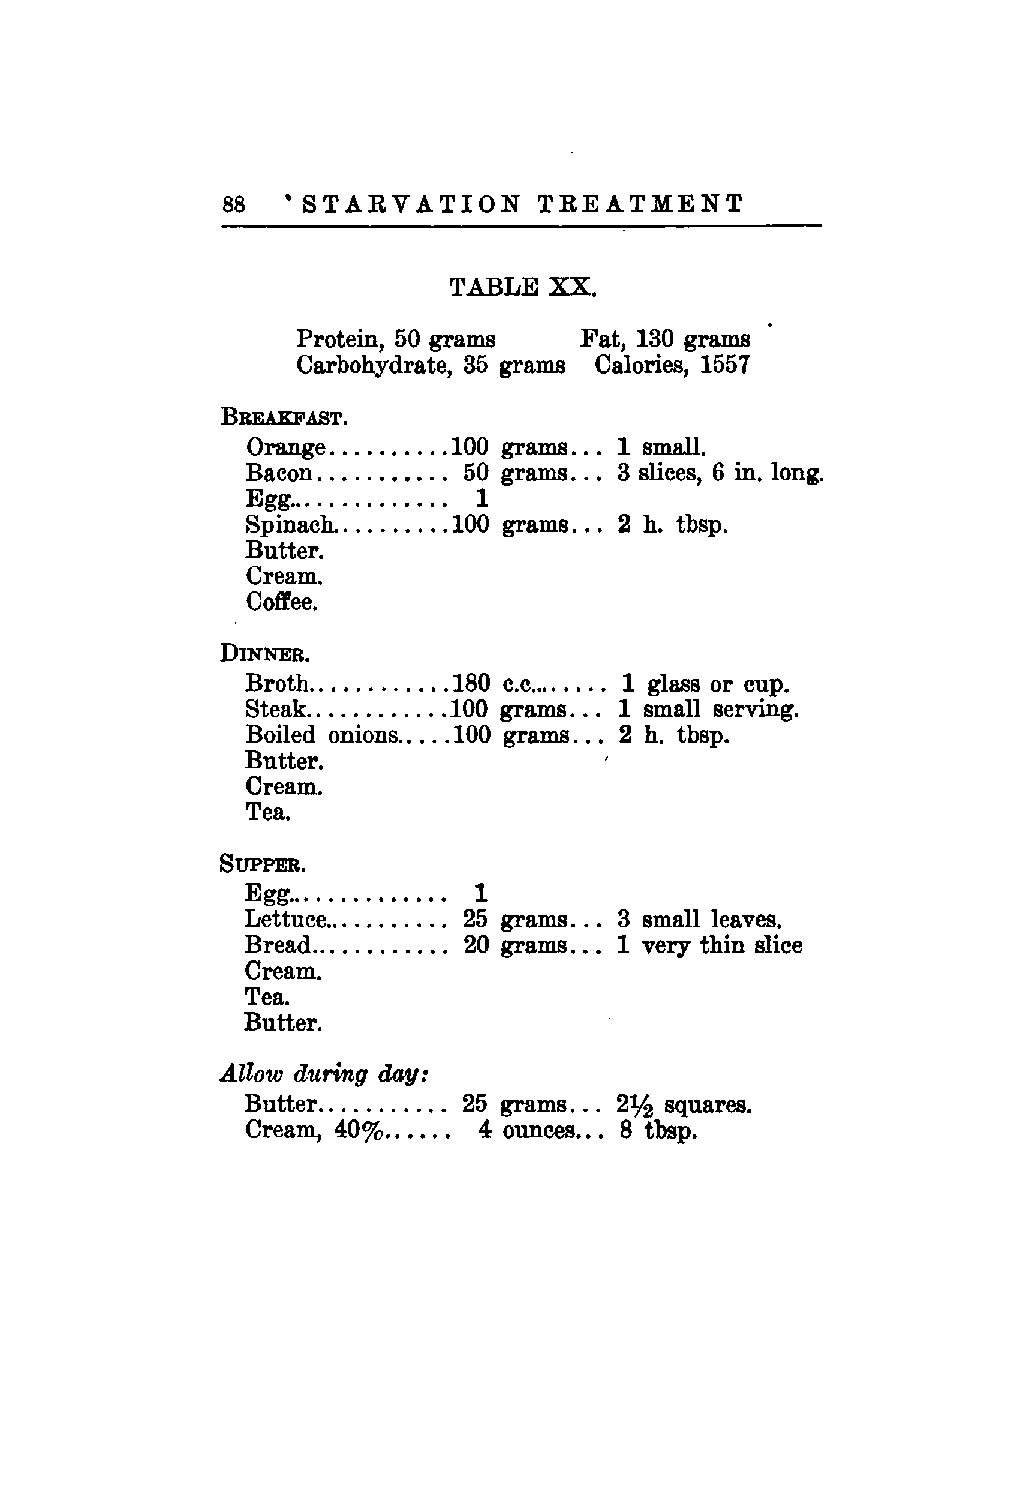 88 'STARVATION TREATMENT
TABLE XX.
Protein, 50 grams Fat, 130 grams
Carbohydrate, 35 grams Calories, 1557
BREAKFAST.
Orange..........100 grams... 1 small.
Bacon........... 50 grams... 3 slices, 6 in. long.
Egg.............. 1
Spinach..........100 grams... 2 h. tbsp.
Butter.
Cream.
Coffee.
DINNER.
Broth............180 c.c........ 1 glass or cup.
Steak............100 grams... 1 small serving.
Boiled onions.....100 grams... 2 h. tbsp.
Butter.
Cream.
Tea.
SUPPER.
Egg.............. 1
Lettuce........... 25 grams... 3 small leaves.
Bread............ 20 grams... 1 very thin slice
Cream.
Tea.
Butter.
Allow during day:
Butter........... 25 grams... 2½ squares.
Cream, 40%...... 4 ounces... 8 tbsp.